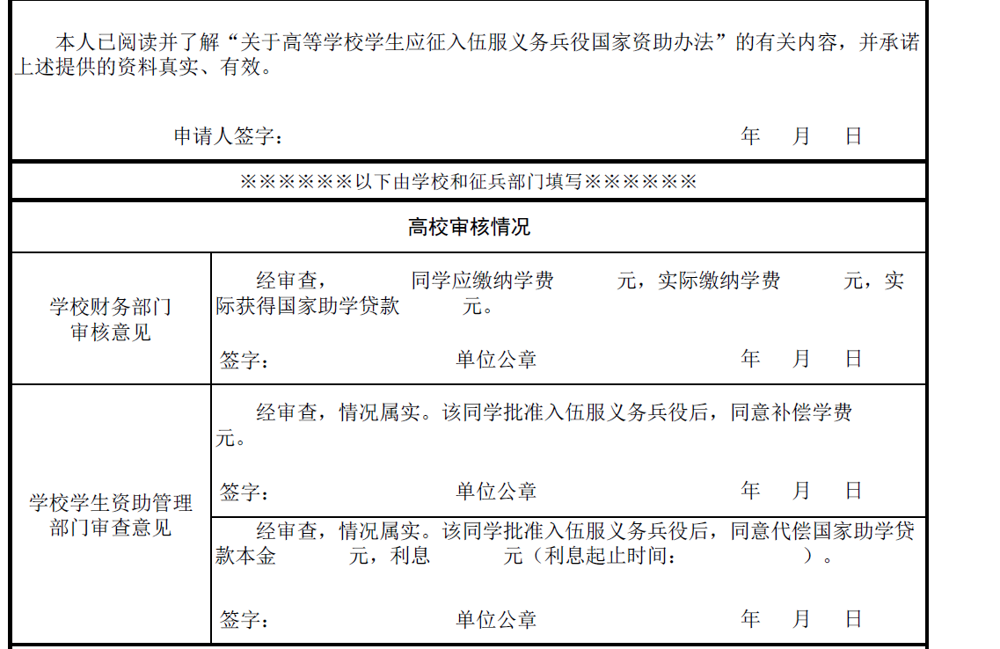 本人已阅读并了解“关于高等学校学生应征入伍服义务兵役国家资助办法”的有关内容，并承诺
上述提供的资料真实、有效。
申请人签字： 年 月 日
※※※※※※以下由学校和征兵部门填写※※※※※※
高校审核情况
学校财务部门
审核意见
经审查， 同学应缴纳学费 元，实际缴纳学费 元，实
际获得国家助学贷款 元。
签字： 单位公章 年 月 日
学校学生资助管理
部门审查意见
经审查，情况属实。该同学批准入伍服义务兵役后，同意补偿学费
元。
签字： 单位公章 年 月 日
经审查，情况属实。该同学批准入伍服义务兵役后，同意代偿国家助学贷
款本金 元，利息 元（利息起止时间： ）。
签字： 单位公章 年 月 日